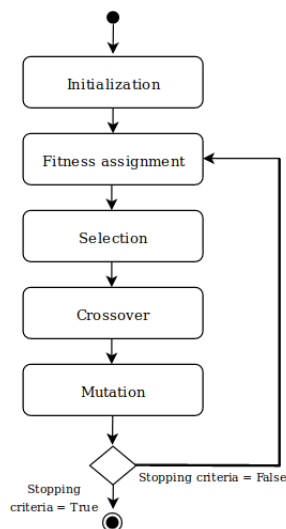 Initialization
Fitness assignment
Selection
Crossover
Mutation
Stopping criteria = False
Stopping
criteria = True